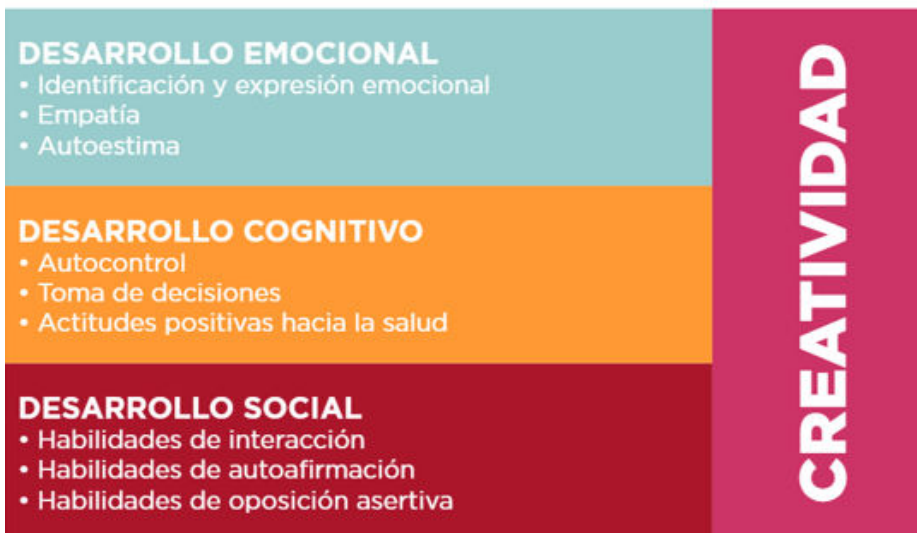 DESARROLLO EMOCIONAL
• Identificación y expresión emocional
• Empatía
• Autoestima
DESARROLLO COGNITIVO
• Autocontrol
• Toma de decisiones
• Actitudes positivas hacia la salud
DESARROLLO SOCIAL
• Habilidades de interacción
• Habilidades de autoafirmación
• Habilidades de oposición asertiva
CREATIVIDAD